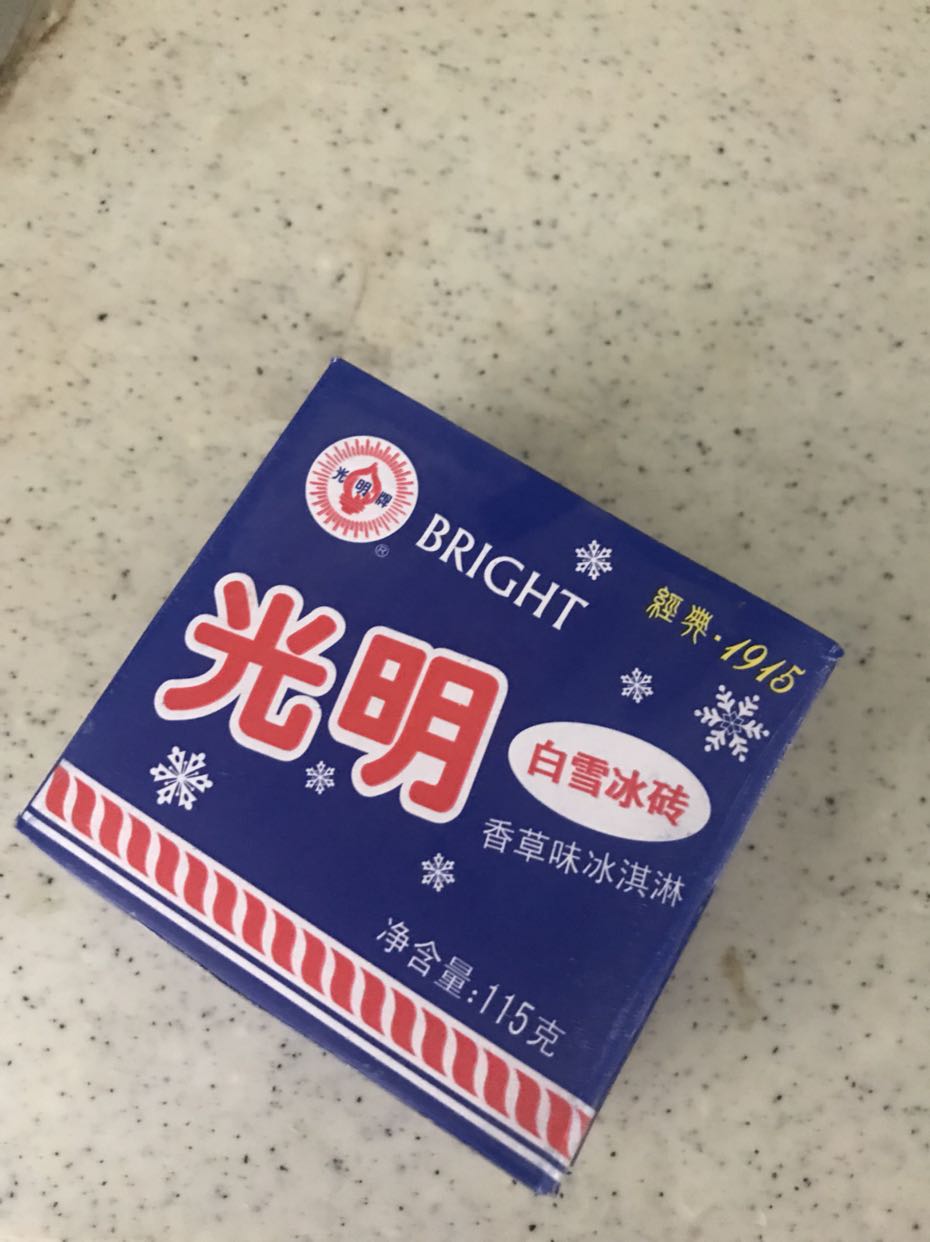 光明牌
®
BRIGHT
經典·1915
光明
白雪冰砖
香草味冰淇淋
净含量:115克